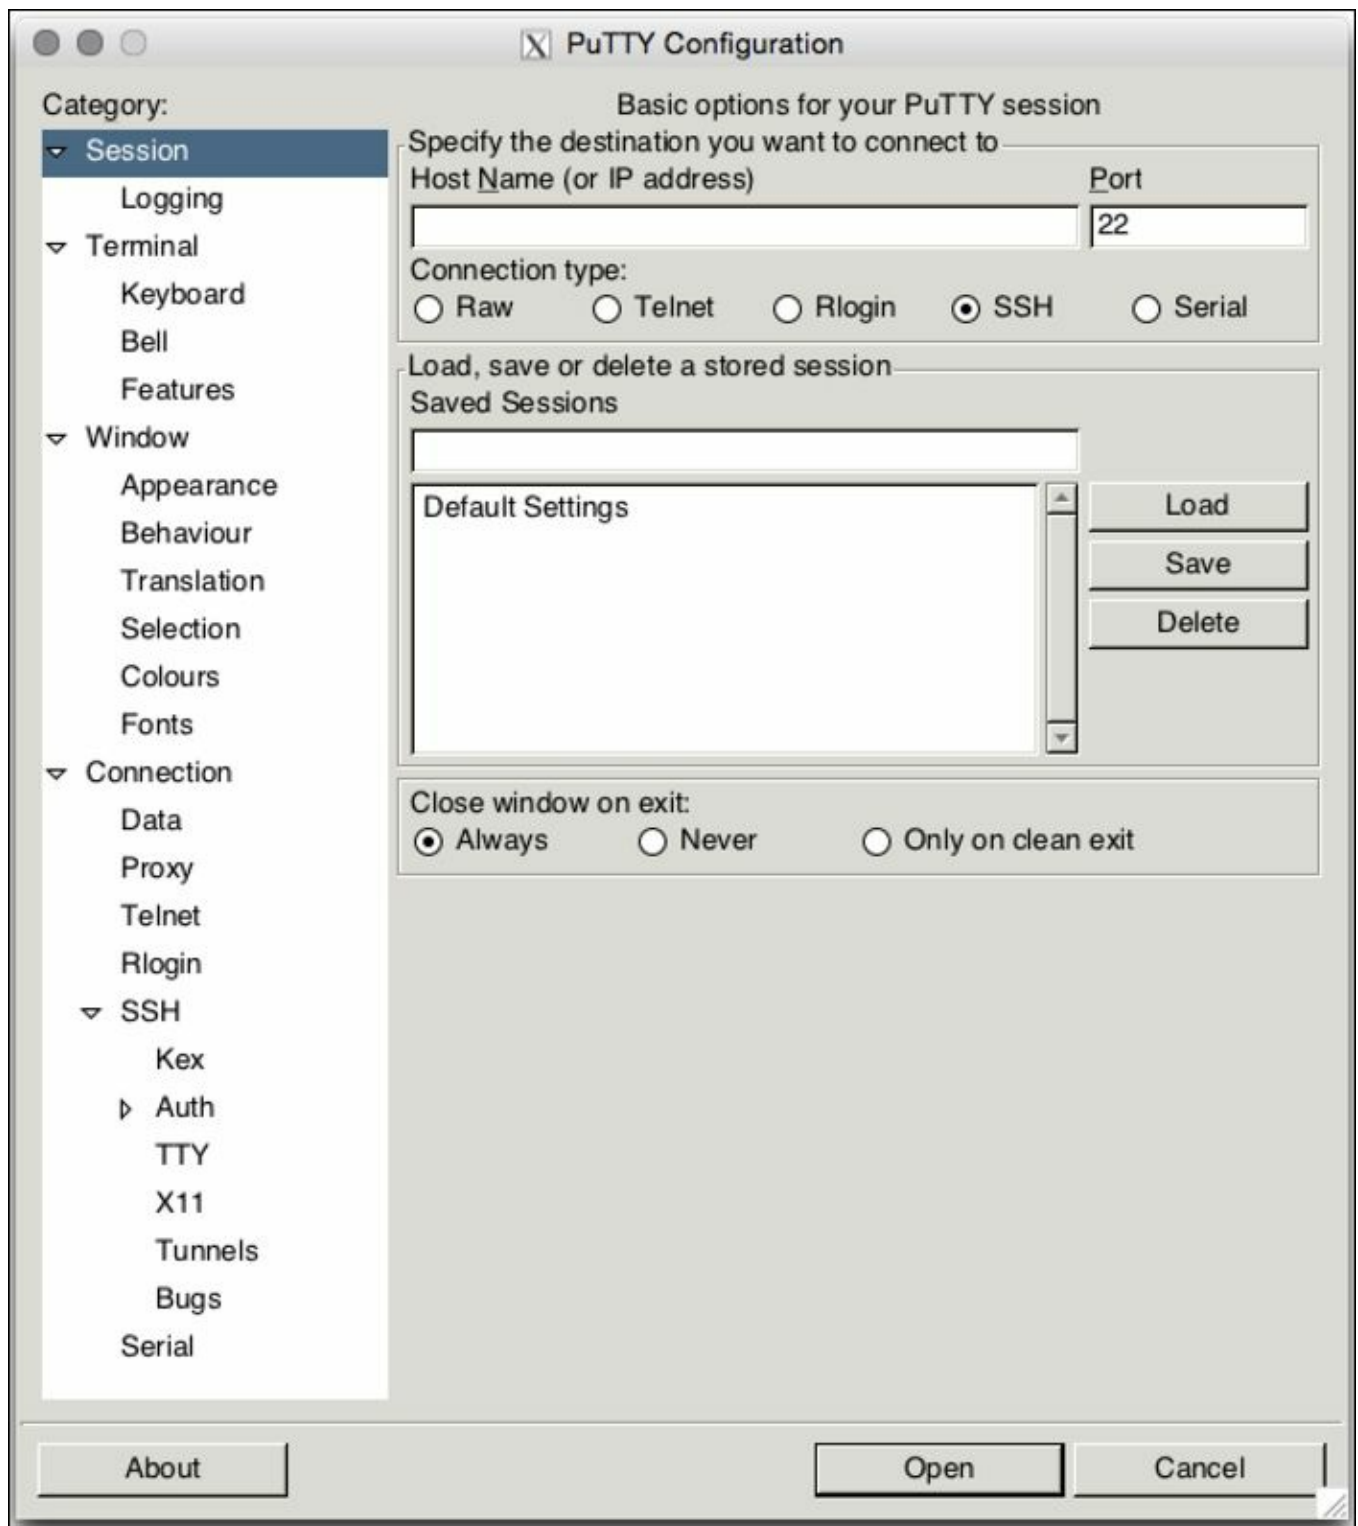 PuTTY Configuration
Category:
Session
Logging
Terminal
Keyboard
Bell
Features
Window
Appearance
Behaviour
Translation
Selection
Colours
Fonts
Connection
Data
Proxy
Telnet
Rlogin
SSH
Kex
Auth
TTY
X11
Tunnels
Bugs
Serial
Basic options for your PuTTY session
Specify the destination you want to connect to
Host Name (or IP address) Port
22
Connection type:
Raw Telnet Rlogin SSH Serial
Load, save or delete a stored session
Saved Sessions
Default Settings
Load
Save
Delete
Close window on exit:
Always Never Only on clean exit
About Open Cancel